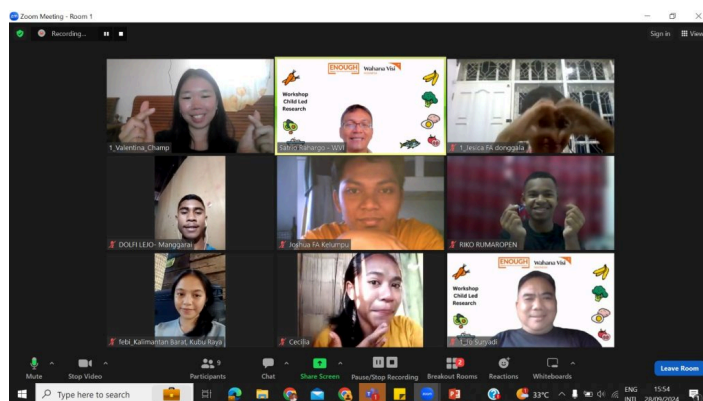 Zoom Meeting - Room 1
Recording...
Sign in
View
1_Valentina_Champ
ENOUGH
Wahana Visi
Workshop
Child Led
Research
1_Jesica FA donggala
DOLFI LEJO- Manggarai
Joshua FA Kelumpu
RIKO RUMAROPEN
febi_Kalimantan Barat, Kubu Raya
Cecilia
ENOUGH
Wahana Visi
Workshop
Child Led
Research
Suryadi
Mute
Stop Video
Participants
9
Chat
Share Screen
Pause/Stop Recording
Breakout Rooms
Reactions
Whiteboards
Leave Room
Type here to search
33°C
ENG
INTL
15:54
28/09/2024